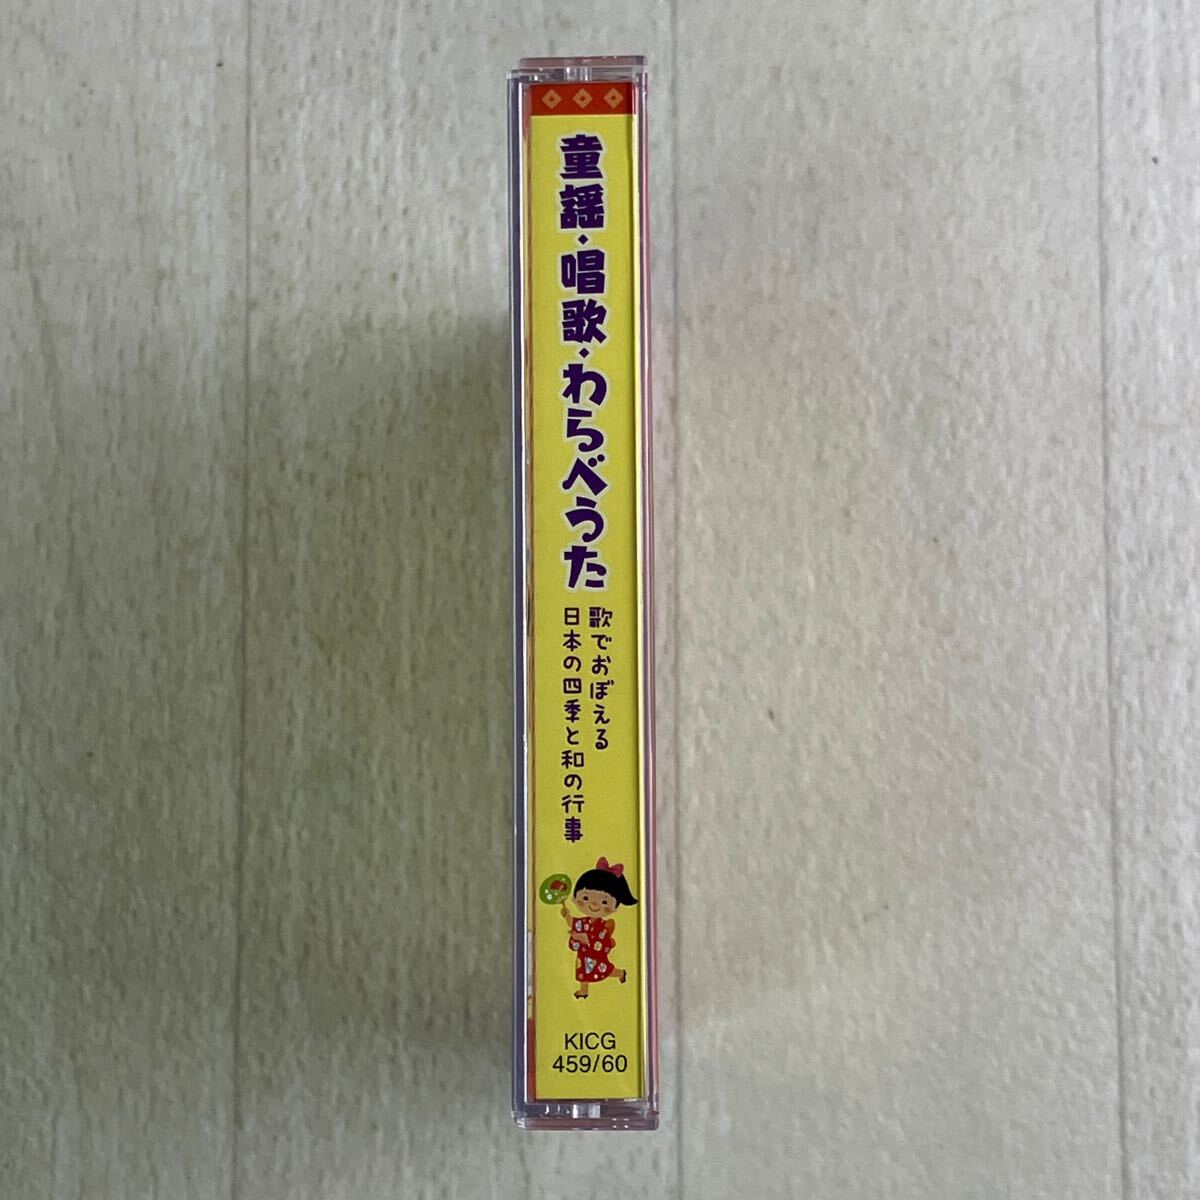 童謡・唱歌・わらべうた
歌でおぼえる
日本の四季と和の行事
KICG
459/60